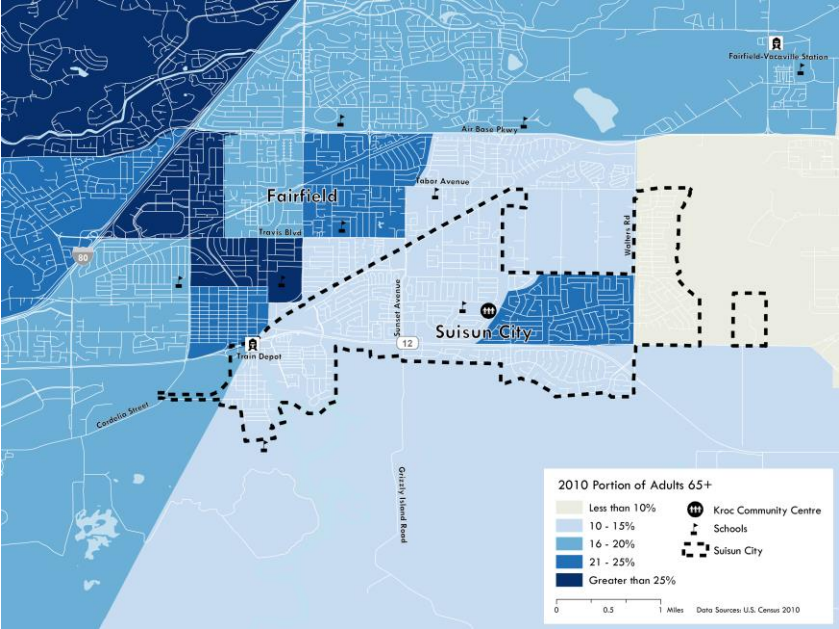 Fairfield-Vacaville Station
Air Base Pkwy
Tabor Avenue
Fairfield
Travis Blvd
Walters Rd
80
Sunset Avenue
Suisun City
12
Train Depot
Cordelia Street
Grizzly Island Road
2010 Portion of Adults 65+
Less than 10%
10 - 15%
16 - 20%
21 - 25%
Greater than 25%
Kroc Community Centre
Schools
Suisun City
0 0.5 1 Miles Data Sources: U.S. Census 2010